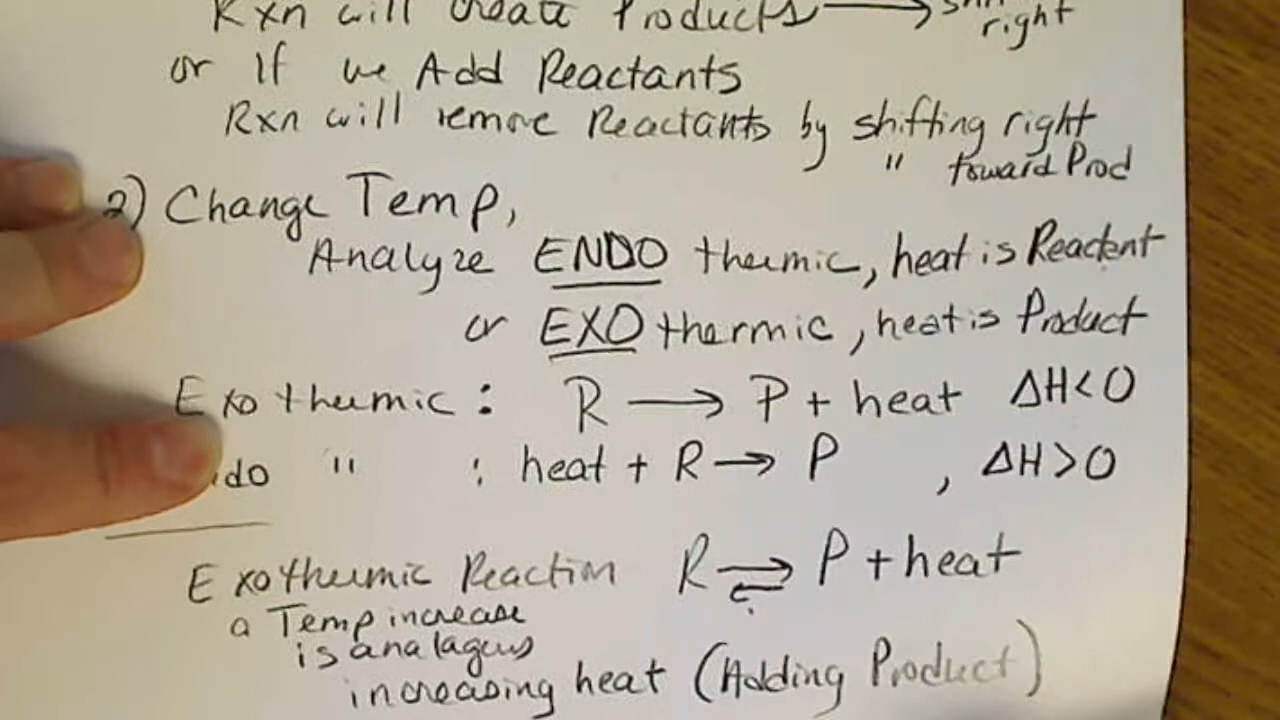 Rxn will create Products ⟶ shift
right
or If we Add Reactants
Rxn will remove Reactants by shifting right
" toward Prod
2) Change Temp,
Analyze ENDO thermic, heat is Reactant
or EXO thermic, heat is Product
Exothermic : R ⟶ P + heat ΔH<0
do " : heat + R → P , ΔH>0
Exothermic Reaction R ⇌ P + heat
a Temp increase
is analagus
increasing heat (Adding Product)